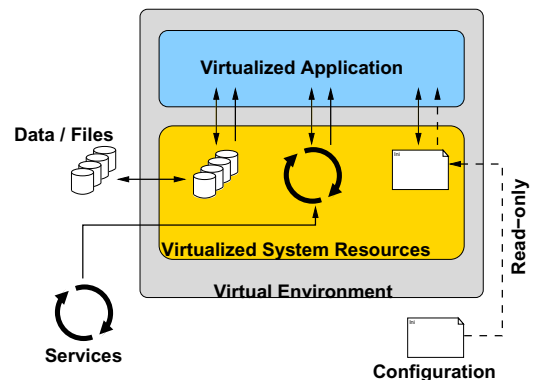 Virtualized Application
Data / Files
Ini
Virtualized System Resources
Read−only
Virtual Environment
Ini
Services
Configuration